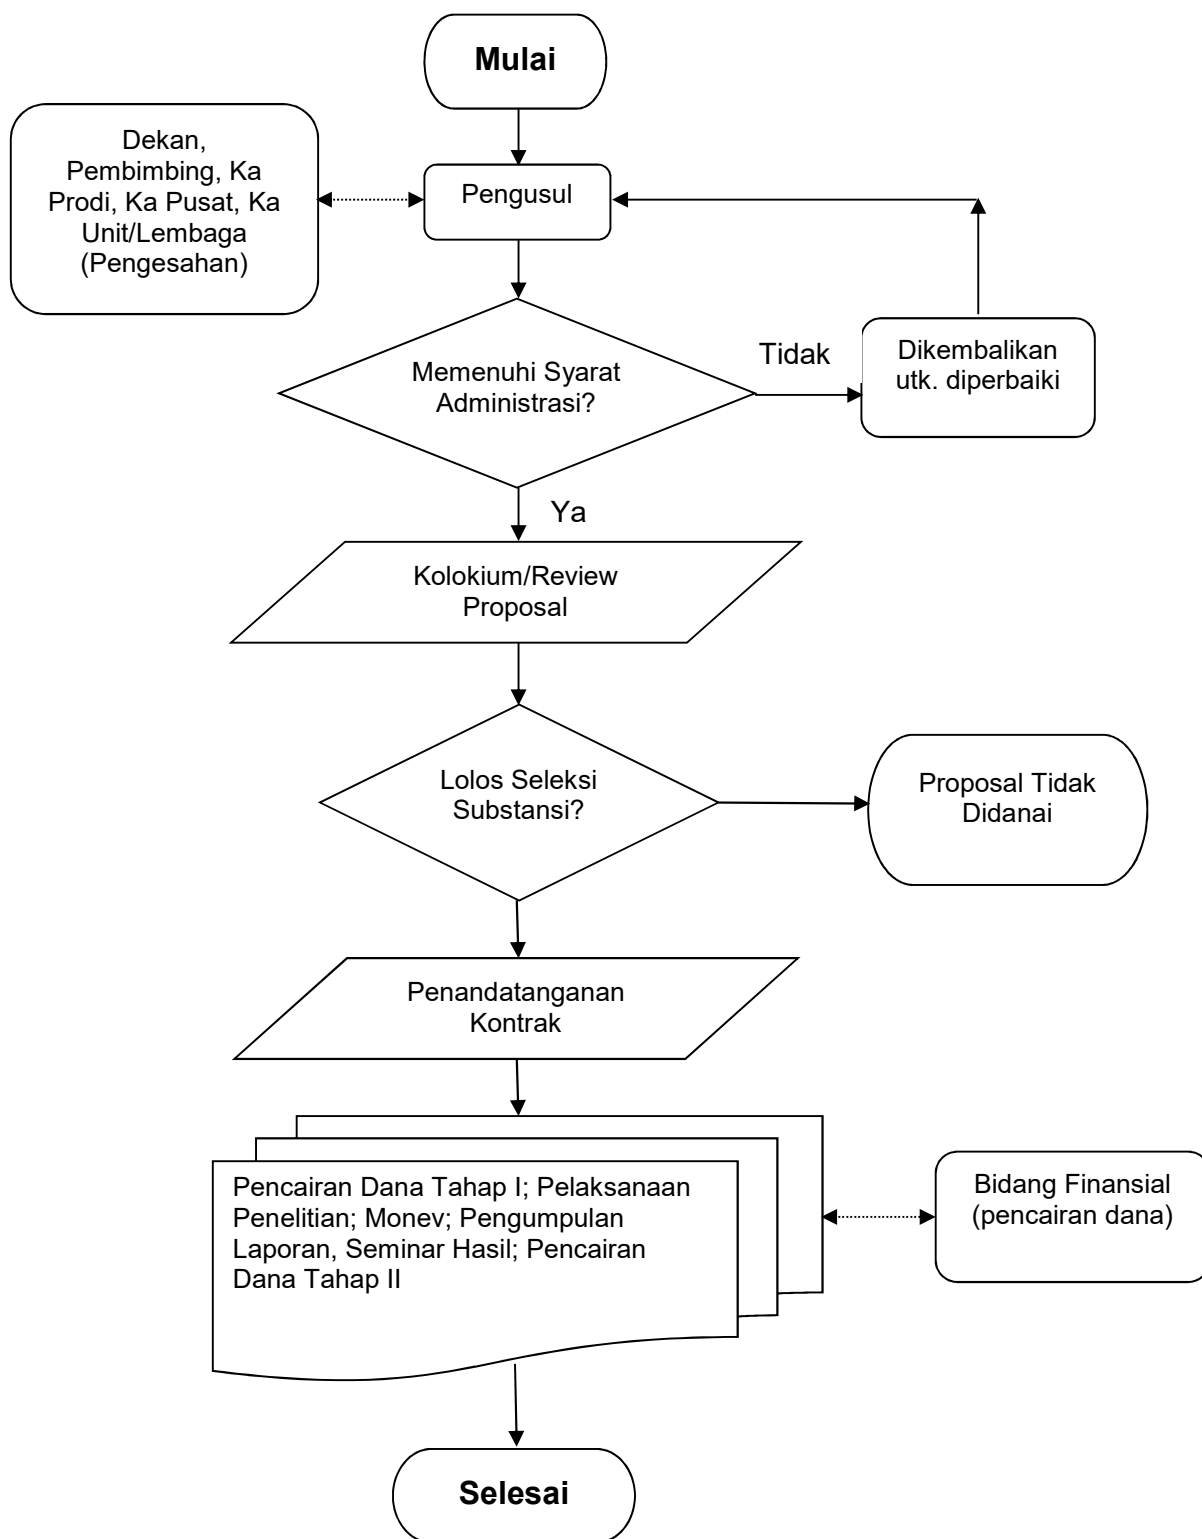 Mulai
Dekan,
Pembimbing, Ka
Prodi, Ka Pusat, Ka
Unit/Lembaga
(Pengesahan)
Pengusul
Memenuhi Syarat
Administrasi?
Tidak
Dikembalikan
utk. diperbaiki
Ya
Kolokium/Review
Proposal
Lolos Seleksi
Substansi?
Proposal Tidak
Didanai
Penandatanganan
Kontrak
Pencairan Dana Tahap I; Pelaksanaan
Penelitian; Monev; Pengumpulan
Laporan, Seminar Hasil; Pencairan
Dana Tahap II
Bidang Finansial
(pencairan dana)
Selesai